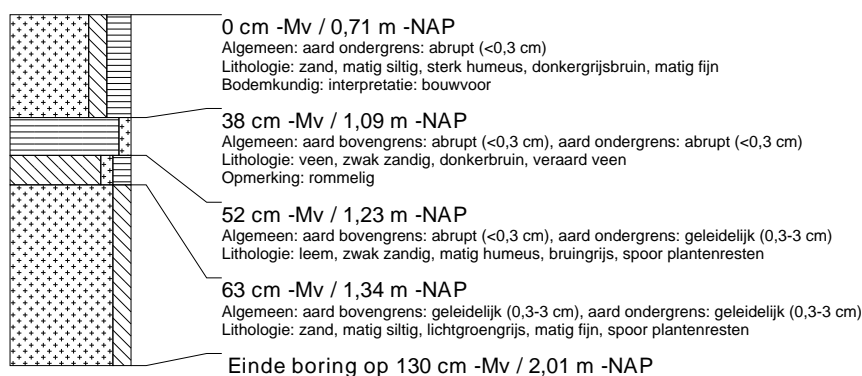 0 cm -Mv / 0,71 m -NAP
Algemeen: aard ondergrens: abrupt (<0,3 cm)
Lithologie: zand, matig siltig, sterk humeus, donkergrijsbruin, matig fijn
Bodemkundig: interpretatie: bouwvoor
38 cm -Mv / 1,09 m -NAP
Algemeen: aard bovengrens: abrupt (<0,3 cm), aard ondergrens: abrupt (<0,3 cm)
Lithologie: veen, zwak zandig, donkerbruin, veraard veen
Opmerking: rommelig
52 cm -Mv / 1,23 m -NAP
Algemeen: aard bovengrens: abrupt (<0,3 cm), aard ondergrens: geleidelijk (0,3-3 cm)
Lithologie: leem, zwak zandig, matig humeus, bruingrijs, spoor plantenresten
63 cm -Mv / 1,34 m -NAP
Algemeen: aard bovengrens: geleidelijk (0,3-3 cm), aard ondergrens: geleidelijk (0,3-3 cm)
Lithologie: zand, matig siltig, lichtgroengrijs, matig fijn, spoor plantenresten
Einde boring op 130 cm -Mv / 2,01 m -NAP